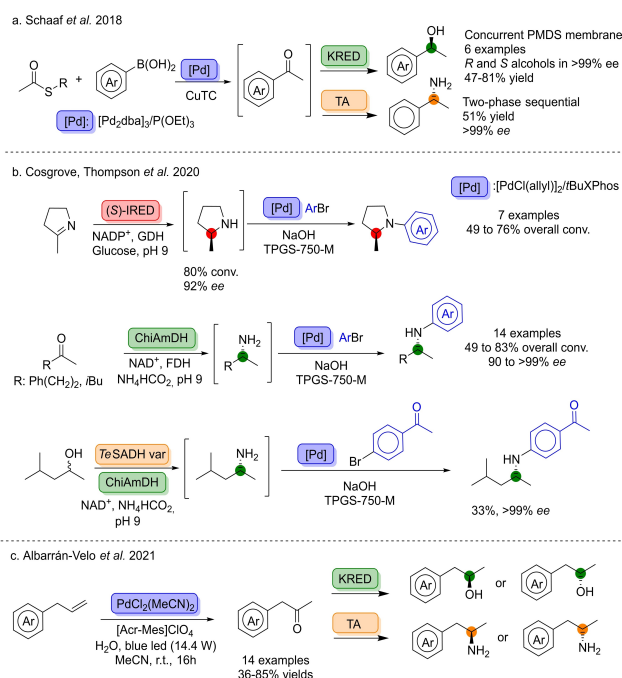 a. Schaaf et al. 2018
O
S
R
+
Ar
B(OH)2
[Pd]
CuTC
[Pd]: [Pd2dba]3/P(OEt)3
O
Ar
KRED
TA
OH
Ar
NH2
Concurrent PMDS membrane
6 examples
R and S alcohols in >99% ee
47-81% yield
Two-phase sequential
51% yield
>99% ee
b. Cosgrove, Thompson et al. 2020
N
(S)-IRED
NADP+, GDH
Glucose, pH 9
NH
80% conv.
92% ee
[Pd] ArBr
NaOH
TPGS-750-M
N
Ar
[Pd] :[PdCl(allyl)]2/tBuXPhos
7 examples
49 to 76% overall conv.
O
R
R: Ph(CH2)2, iBu
ChiAmDH
NAD+, FDH
NH4HCO2, pH 9
NH2
R
[Pd] ArBr
NaOH
TPGS-750-M
Ar
HN
R
14 examples
49 to 83% overall conv.
90 to >99% ee
OH
TeSADH var
ChiAmDH
NAD+, NH4HCO2,
pH 9
NH2
[Pd]
Br
O
NaOH
TPGS-750-M
O
HN
33%, >99% ee
c. Albarrán-Velo et al. 2021
Ar
PdCl2(MeCN)2
[Acr-Mes]ClO4
H2O, blue led (14.4 W)
MeCN, r.t., 16h
Ar
O
14 examples
36-85% yields
KRED
TA
Ar
OH
or
Ar
OH
Ar
NH2
or
Ar
NH2